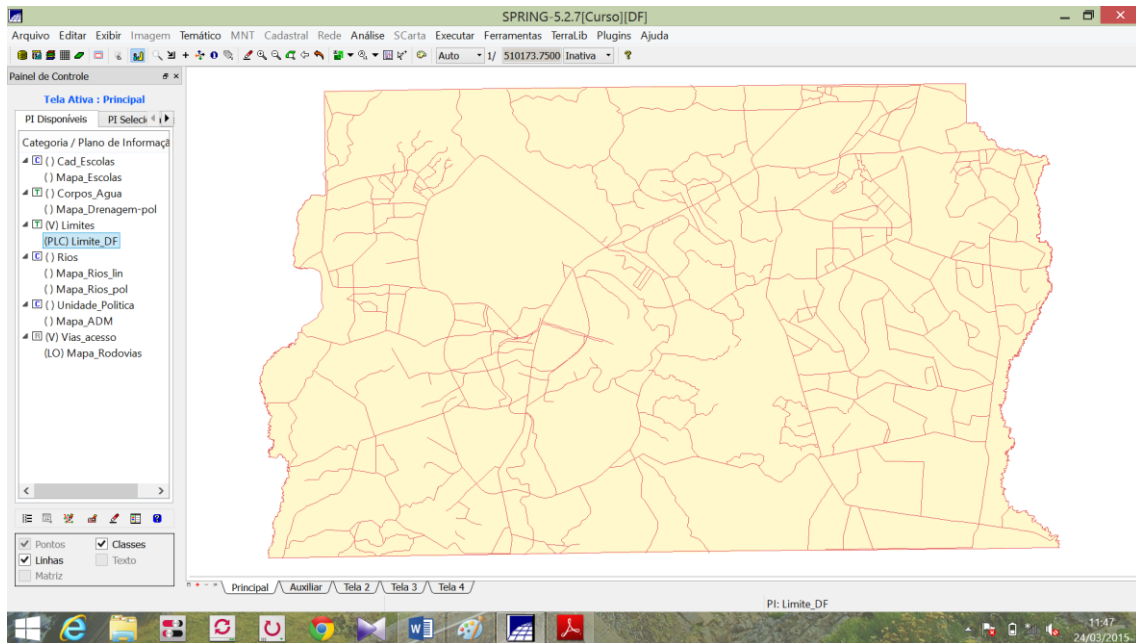 SPRING-5.2.7[Curso][DF]
Arquivo Editar Exibir Imagem Temático MNT Cadastral Rede Análise SCarta Executar Ferramentas TerraLib Plugins Ajuda
Auto 1/ 510173.7500 Inativa
Painel de Controle
Tela Ativa : Principal
PI Disponíveis PI Seleci
Categoria / Plano de Informaçã
( ) Cad_Escolas
( ) Mapa_Escolas
( ) Corpos_Agua
( ) Mapa_Drenagem-pol
(V) Limites
(PLC) Limite_DF
( ) Rios
( ) Mapa_Rios_lin
( ) Mapa_Rios_pol
( ) Unidade_Politica
( ) Mapa_ADM
(V) Vias_acesso
(LO) Mapa_Rodovias
Pontos Classes
Linhas Texto
Matriz
Principal Auxiliar Tela 2 Tela 3 Tela 4
PI: Limite_DF
11:47
24/03/2015